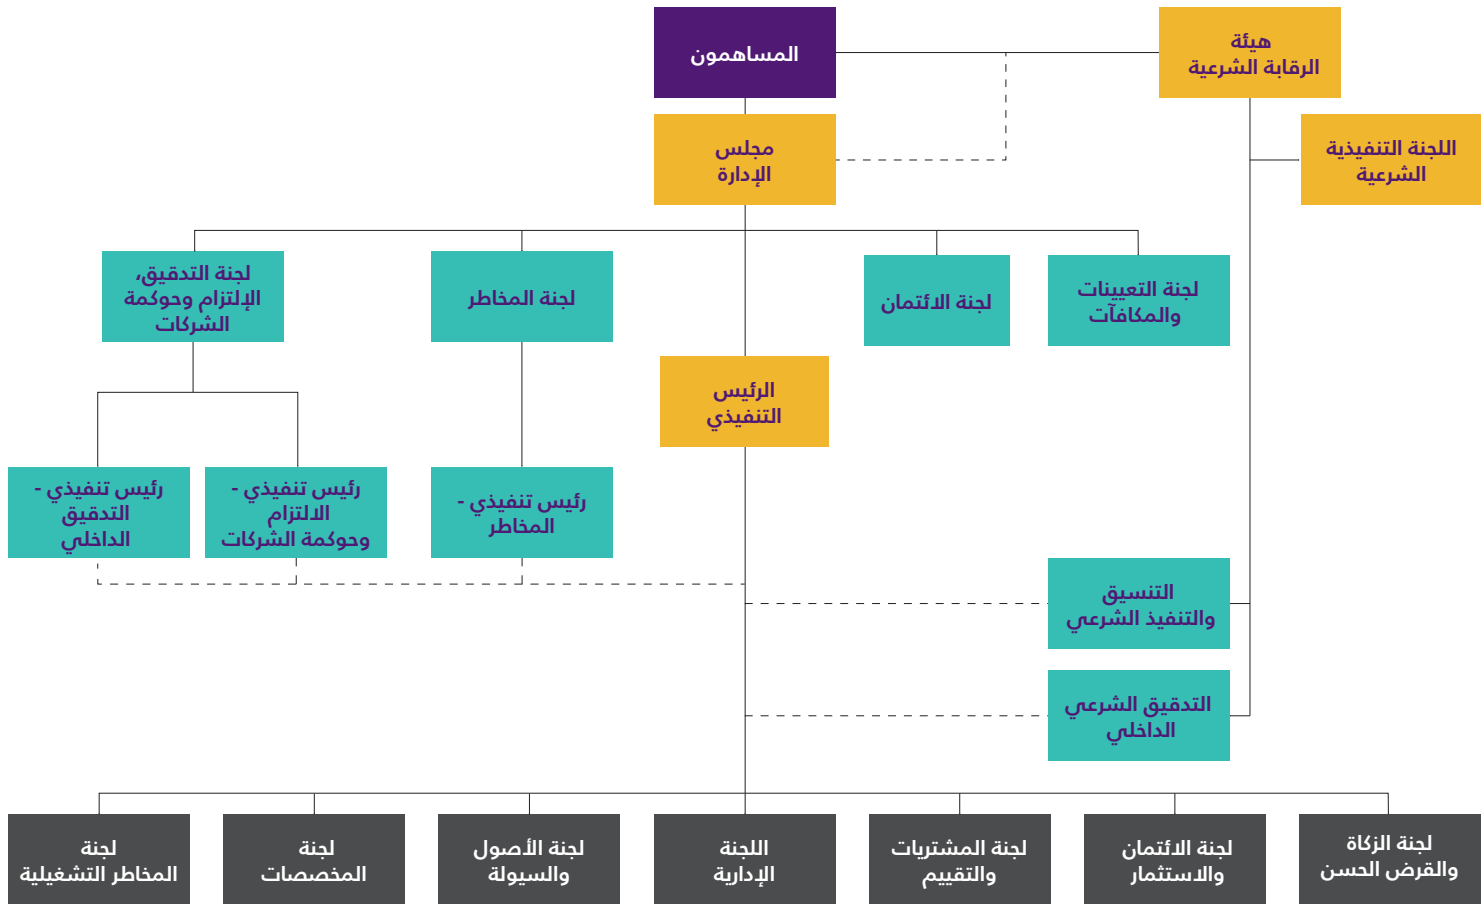 هيئة
الرقابة الشرعية
المساهمون
اللجنة التنفيذية
الشرعية
مجلس
الإدارة
لجنة التعيينات
والمكافآت
لجنة الائتمان
لجنة المخاطر
لجنة التدقيق،
الإلتزام وحوكمة
الشركات
الرئيس
التنفيذي
رئيس تنفيذي -
المخاطر
رئيس تنفيذي -
الالتزام
وحوكمة الشركات
رئيس تنفيذي -
التدقيق
الداخلي
التنسيق
والتنفيذ الشرعي
التدقيق الشرعي
الداخلي
لجنة الزكاة
والقرض الحسن
لجنة الائتمان
والاستثمار
لجنة المشتريات
والتقييم
اللجنة
الإدارية
لجنة الأصول
والسيولة
لجنة
المخصصات
لجنة
المخاطر التشغيلية